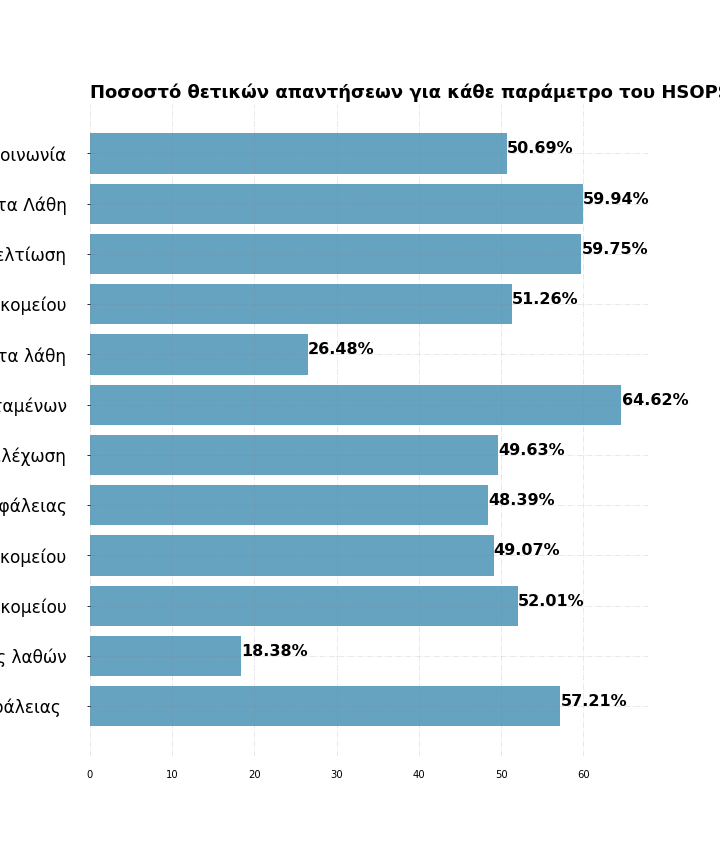 Ποσοστό θετικών απαντήσεων για κάθε παράμετρο του HSOPS
οινωνία 50.69%
τα Λάθη 59.94%
ελτίωση 59.75%
κομείου 51.26%
τα λάθη 26.48%
ταμένων 64.62%
λέχωση 49.63%
φάλειας 48.39%
κομείου 49.07%
κομείου 52.01%
ς λαθών 18.38%
άλειας 57.21%
0 10 20 30 40 50 60